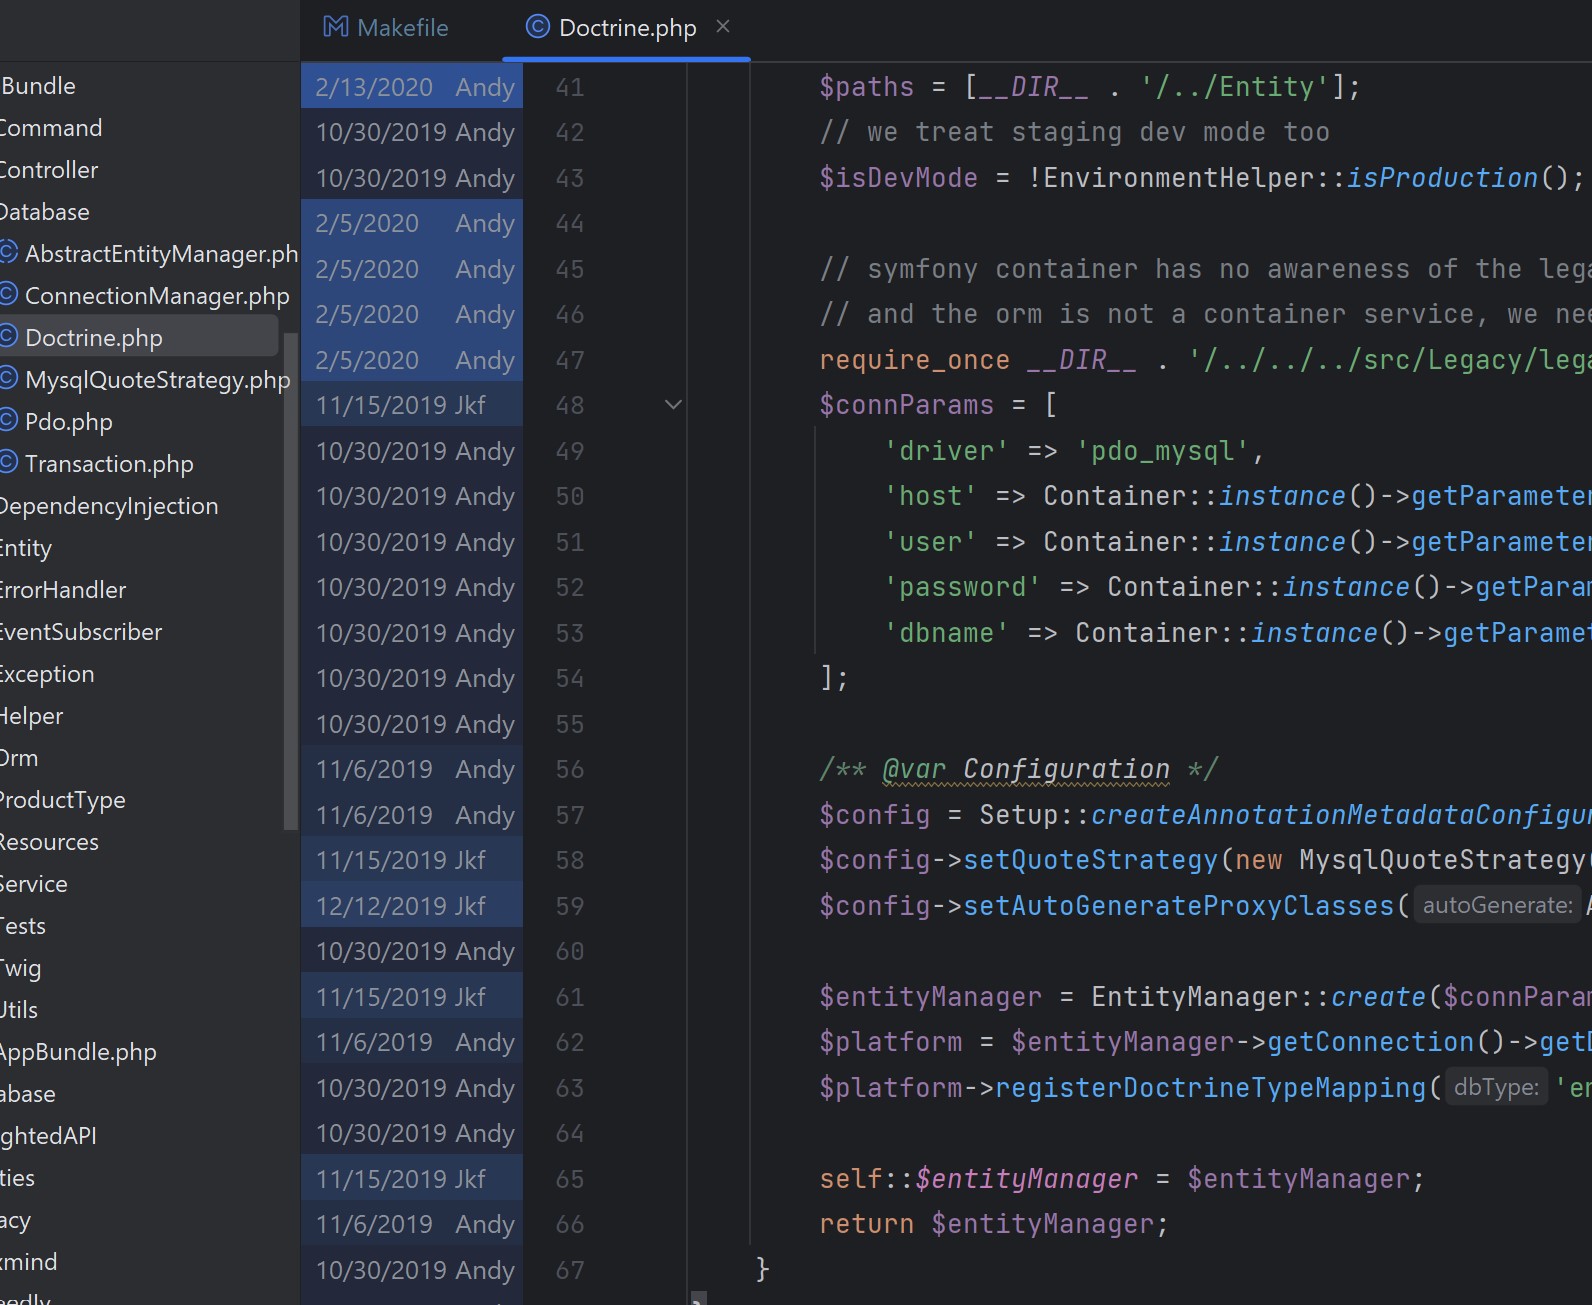 Makefile
Doctrine.php
Bundle
Command
Controller
Database
AbstractEntityManager.ph
ConnectionManager.php
Doctrine.php
MysqlQuoteStrategy.php
Pdo.php
Transaction.php
DependencyInjection
Entity
ErrorHandler
EventSubscriber
Exception
Helper
Orm
ProductType
Resources
Service
Tests
Twig
Utils
AppBundle.php
abase
ghtedAPI
ties
acy
mind
2/13/2020 Andy 41 $paths = [__DIR__ . '/../Entity'];
10/30/2019 Andy 42 // we treat staging dev mode too
10/30/2019 Andy 43 $isDevMode = !EnvironmentHelper::isProduction();
2/5/2020 Andy 44
2/5/2020 Andy 45 // symfony container has no awareness of the lega
2/5/2020 Andy 46 // and the orm is not a container service, we nee
2/5/2020 Andy 47 require_once __DIR__ . '/../../../src/Legacy/lega
11/15/2019 Jkf 48 $connParams = [
10/30/2019 Andy 49 'driver' => 'pdo_mysql',
10/30/2019 Andy 50 'host' => Container::instance()->getParameter
10/30/2019 Andy 51 'user' => Container::instance()->getParameter
10/30/2019 Andy 52 'password' => Container::instance()->getParam
10/30/2019 Andy 53 'dbname' => Container::instance()->getParamet
10/30/2019 Andy 54 ];
10/30/2019 Andy 55
11/6/2019 Andy 56 /** @var Configuration */
11/6/2019 Andy 57 $config = Setup::createAnnotationMetadataConfigur
11/15/2019 Jkf 58 $config->setQuoteStrategy(new MysqlQuoteStrategy(
12/12/2019 Jkf 59 $config->setAutoGenerateProxyClasses( autoGenerate: A
10/30/2019 Andy 60
11/15/2019 Jkf 61 $entityManager = EntityManager::create($connParam
11/6/2019 Andy 62 $platform = $entityManager->getConnection()->getD
10/30/2019 Andy 63 $platform->registerDoctrineTypeMapping( dbType: 'en
10/30/2019 Andy 64
11/15/2019 Jkf 65 self::$entityManager = $entityManager;
11/6/2019 Andy 66 return $entityManager;
10/30/2019 Andy 67 }